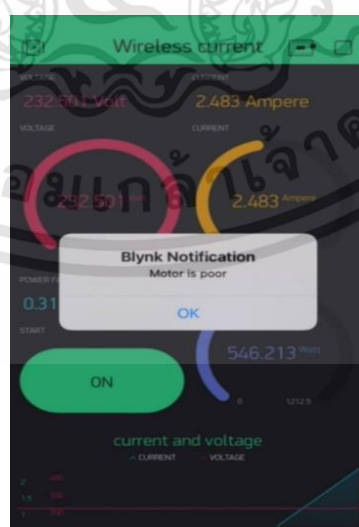 Wireless current
VOLTAGE CURRENT
232.501 Volt 2.483 Ampere
VOLTAGE CURRENT
232.501 2.483 Ampere
Blynk Notification
Motor is poor
OK
0.31
START
ON
546.213 Watt
0 1212.5
current and voltage
CURRENT VOLTAGE
2
1.5
1